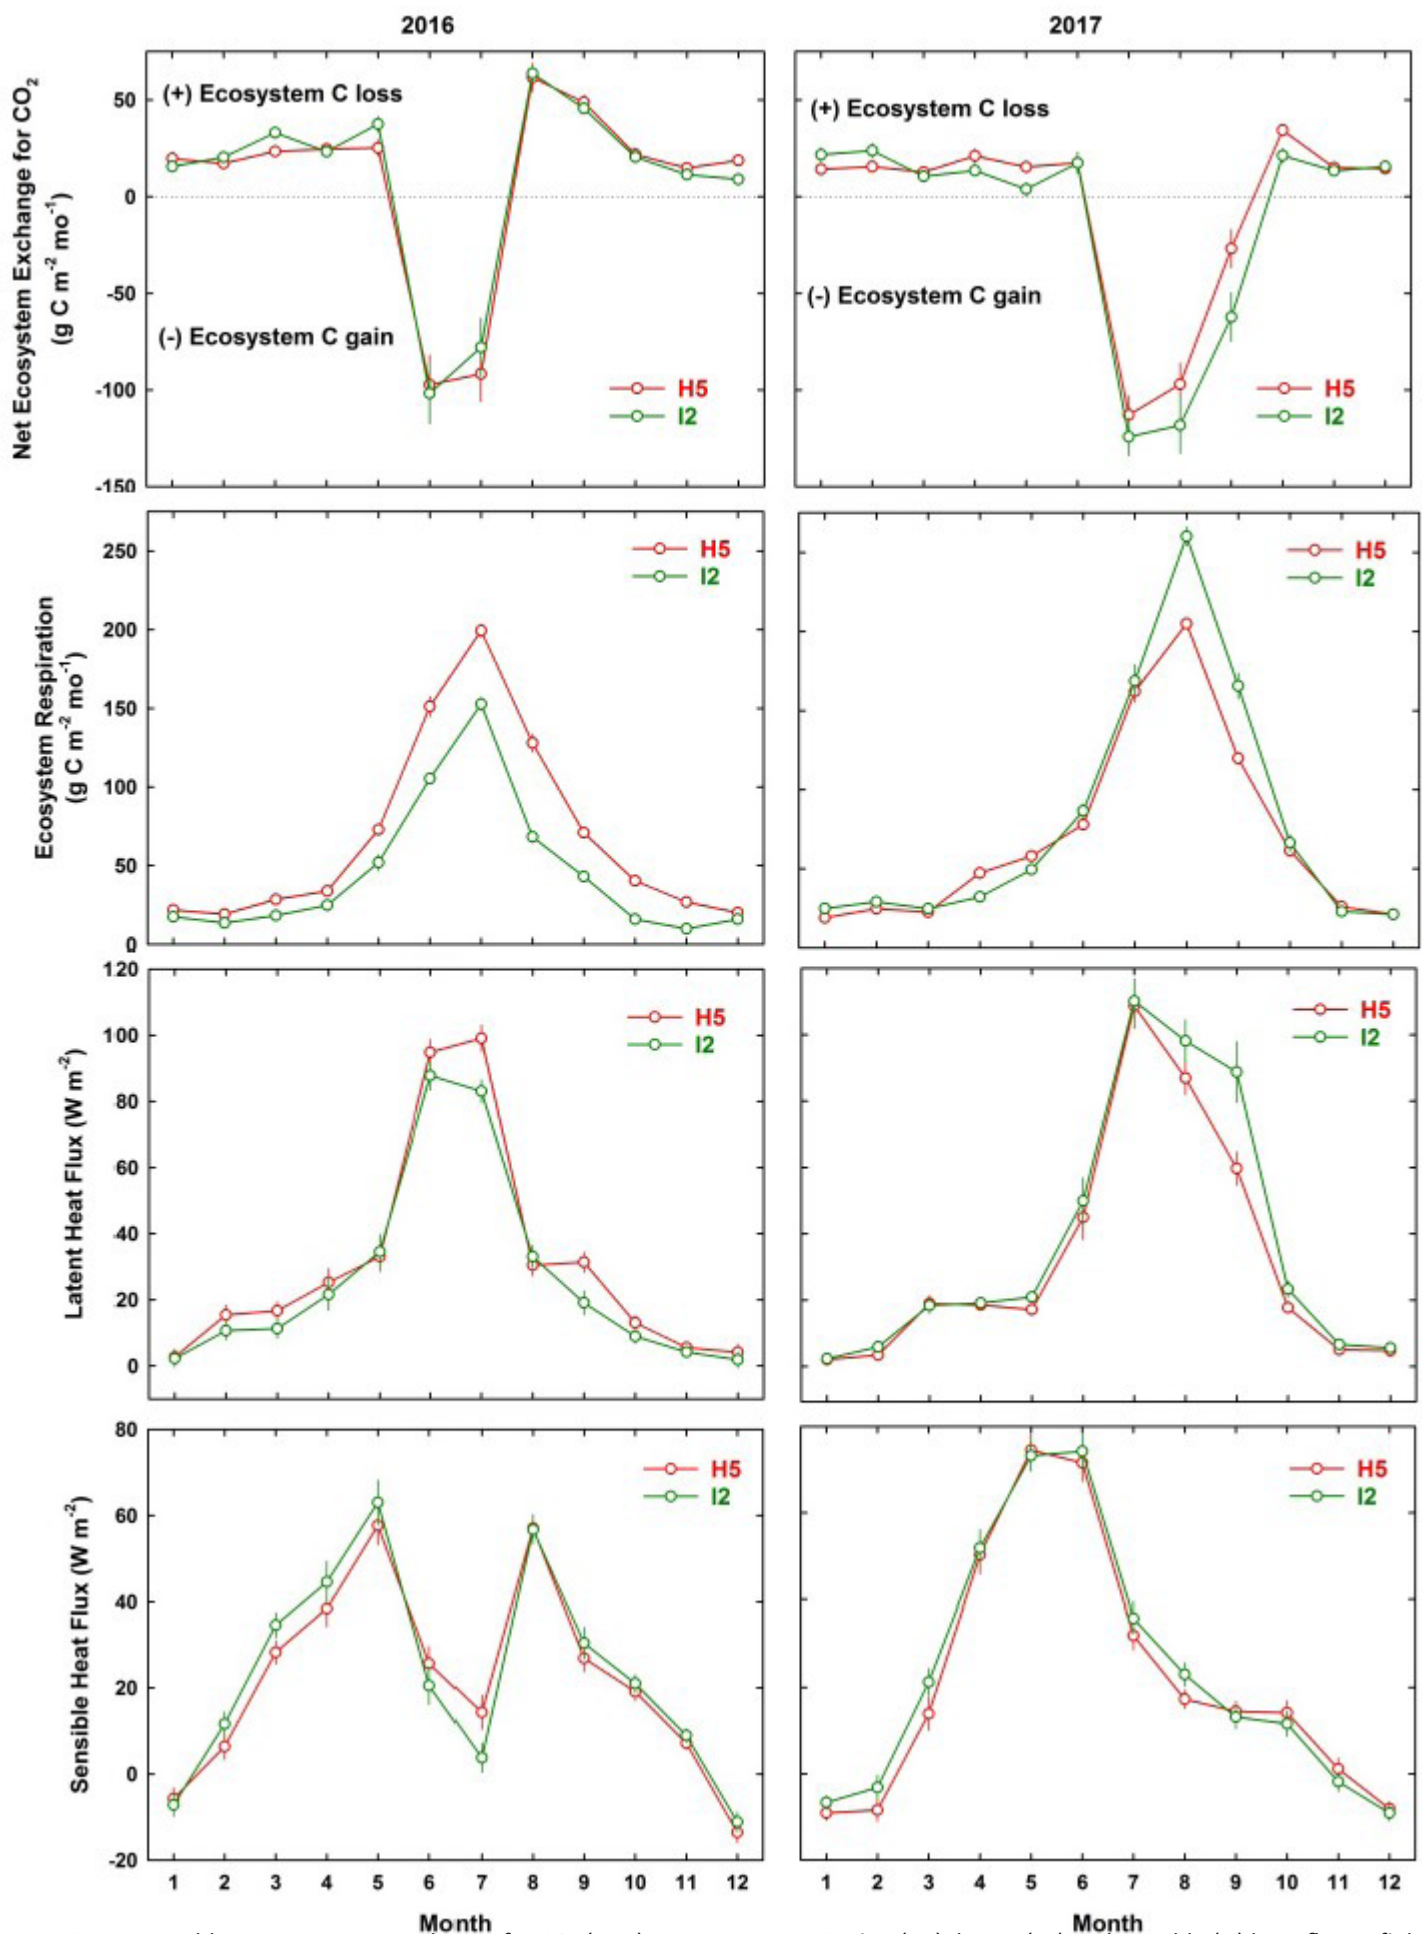 2016
2017
Net Ecosystem Exchange for CO2
(g C m-2 mo-1)
50
0
-50
-100
-150
(+) Ecosystem C loss
(-) Ecosystem C gain
H5
I2
(+) Ecosystem C loss
(-) Ecosystem C gain
H5
I2
Ecosystem Respiration
(g C m-2 mo-1)
250
200
150
100
50
0
H5
I2
H5
I2
Latent Heat Flux (W m-2)
120
100
80
60
40
20
0
H5
I2
H5
I2
Sensible Heat Flux (W m-2)
80
60
40
20
0
-20
H5
I2
H5
I2
1 2 3 4 5 6 7 8 9 10 11 12
1 2 3 4 5 6 7 8 9 10 11 12
Month
Month